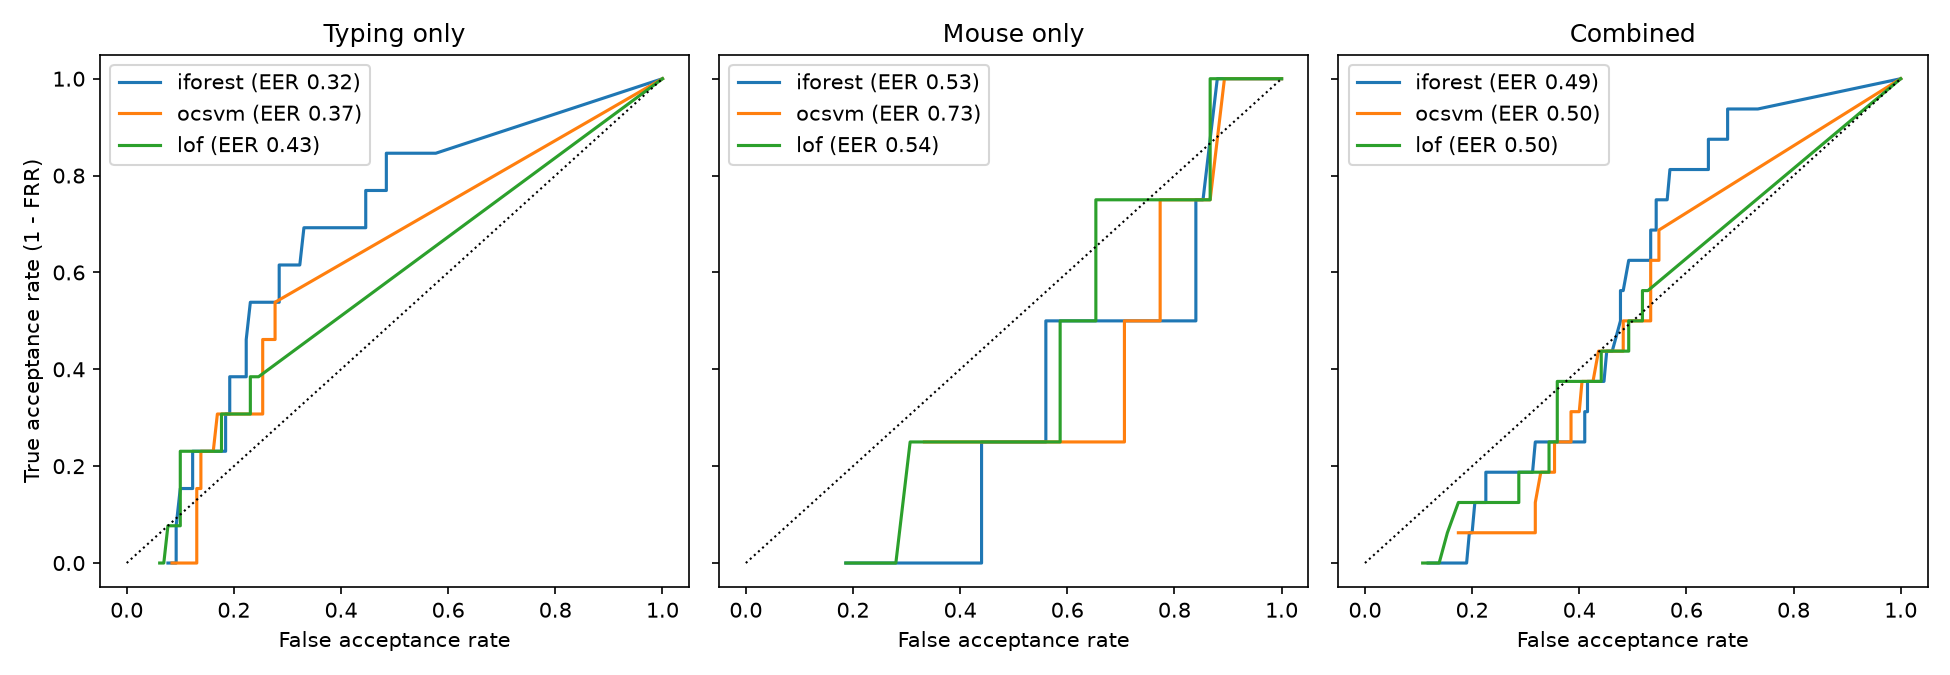 Typing only
iforest (EER 0.32)
ocsvm (EER 0.37)
lof (EER 0.43)
True acceptance rate (1 - FRR)
1.0
0.8
0.6
0.4
0.2
0.0
0.0 0.2 0.4 0.6 0.8 1.0
False acceptance rate
Mouse only
iforest (EER 0.53)
ocsvm (EER 0.73)
lof (EER 0.54)
0.0 0.2 0.4 0.6 0.8 1.0
False acceptance rate
Combined
iforest (EER 0.49)
ocsvm (EER 0.50)
lof (EER 0.50)
0.0 0.2 0.4 0.6 0.8 1.0
False acceptance rate